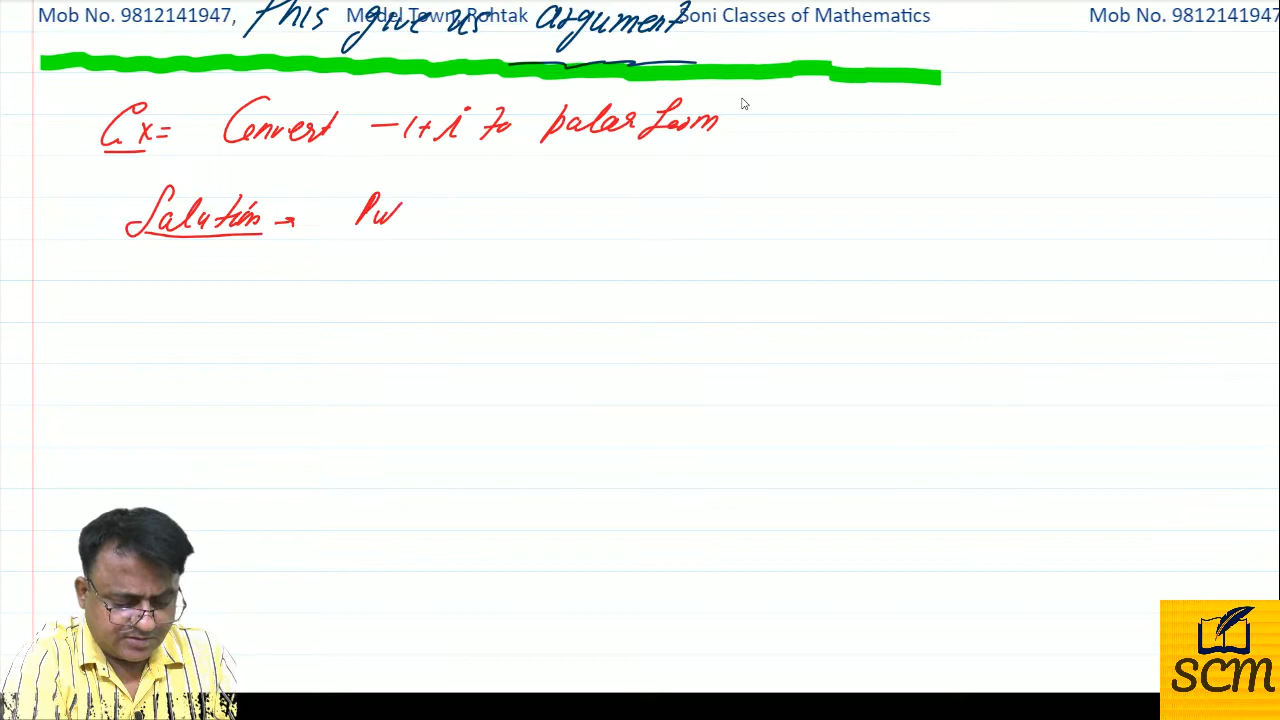 Mob No. 9812141947, Model Town, Rohtak Soni Classes of Mathematics Mob No. 9812141947
This give us argument
Ex= Convert -1+i to polar form
Solution → Pu
SCM